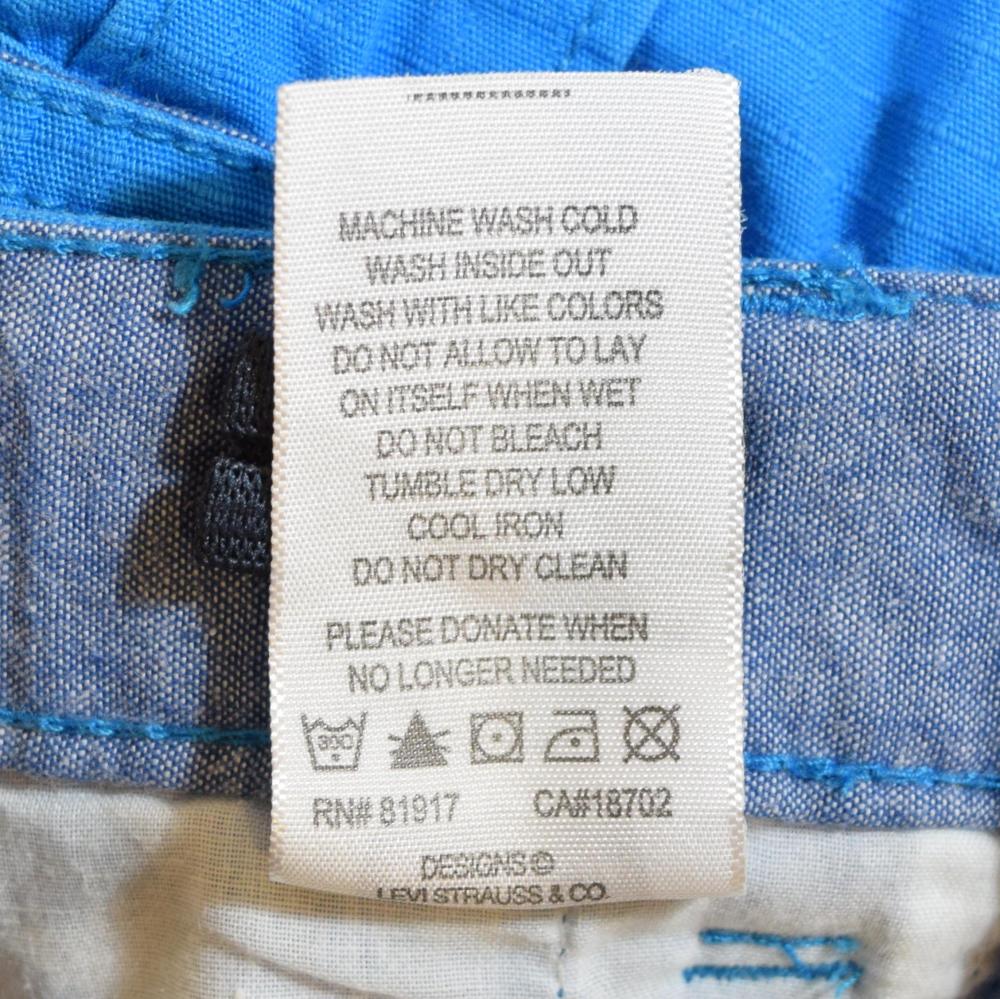 MACHINE WASH COLD
WASH INSIDE OUT
WASH WITH LIKE COLORS
DO NOT ALLOW TO LAY
ON ITSELF WHEN WET
DO NOT BLEACH
TUMBLE DRY LOW
COOL IRON
DO NOT DRY CLEAN
PLEASE DONATE WHEN
NO LONGER NEEDED
RN# 81917 CA#18702
DESIGNS ©
LEVI STRAUSS & CO.